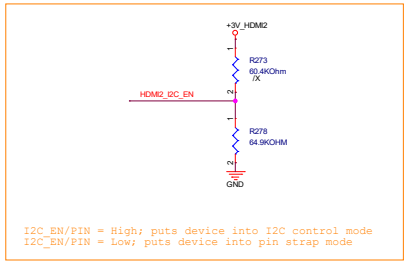 +3V_HDMI2
1
R273
60.4KOhm
/X
2
HDMI2_I2C_EN
1
R278
64.9KOHM
2
GND
I2C_EN/PIN = High; puts device into I2C control mode
I2C_EN/PIN = Low; puts device into pin strap mode